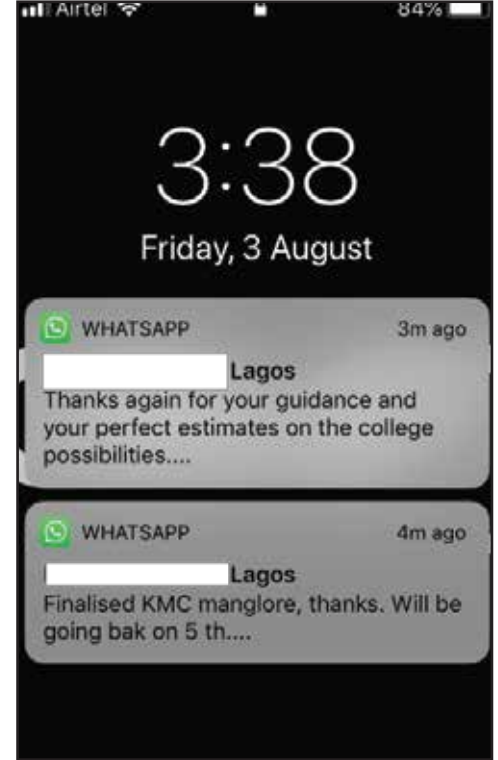 Airtel 84%
3:38
Friday, 3 August
WHATSAPP 3m ago
Lagos
Thanks again for your guidance and
your perfect estimates on the college
possibilities....
WHATSAPP 4m ago
Lagos
Finalised KMC manglore, thanks. Will be
going bak on 5 th....